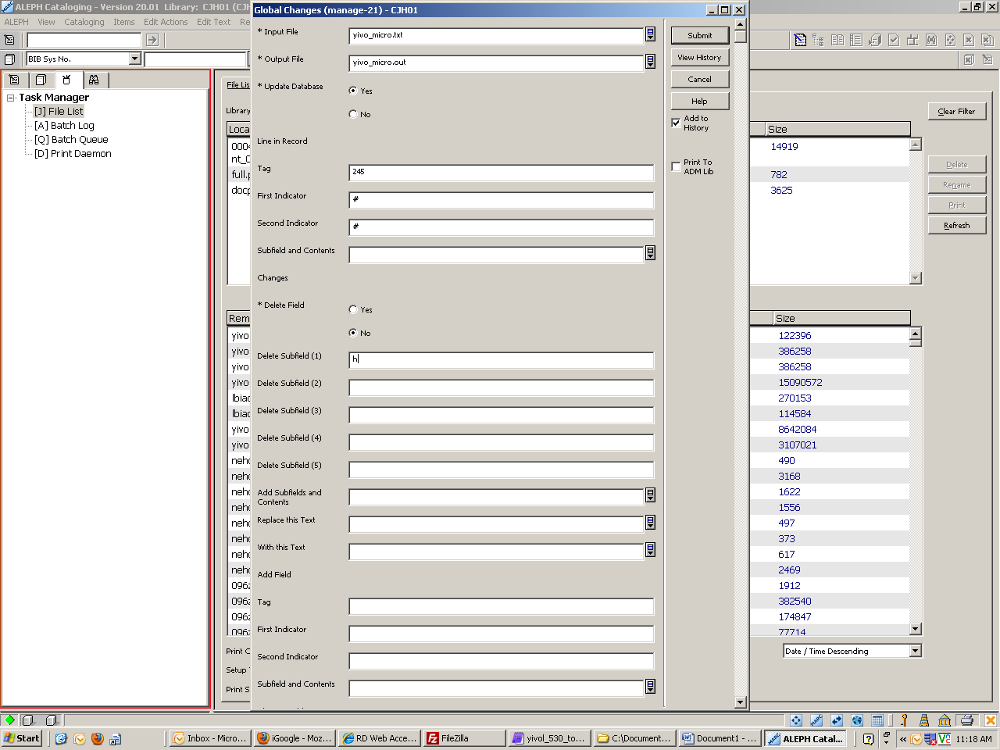 ALEPH Cataloging - Version 20.01 Library: CJH01 (CJH
Global Changes (manage-21) - CJH01
ALEPH View Cataloging Items Edit Actions Edit Text
BIB Sys No.
Task Manager
[J] File List
[A] Batch Log
[Q] Batch Queue
[D] Print Daemon
File Lis
Library
Loca
0004
nt_C
full.p
docp
Rem
yivo
yivo
yivo
yivo
lbiac
lbiac
yivo
yivo
nehc
nehc
nehc
nehc
nehc
nehc
nehc
nehc
096z
096z
096z
096z
Print C
Setup
Print S
* Input File yivo_micro.txt
* Output File yivo_micro.out
* Update Database Yes
No
Line in Record
Tag 245
First Indicator #
Second Indicator #
Subfield and Contents
Changes
* Delete Field Yes
No
Delete Subfield (1) h
Delete Subfield (2)
Delete Subfield (3)
Delete Subfield (4)
Delete Subfield (5)
Add Subfields and
Contents
Replace this Text
With this Text
Add Field
Tag
First Indicator
Second Indicator
Subfield and Contents
Submit
View History
Cancel
Help
Add to
History
Print To
ADM Lib
Size
14919
782
3625
Clear Filter
Delete
Rename
Print
Refresh
Size
122396
386258
386258
15090572
270153
114584
8642084
3107021
490
3168
1622
1556
497
373
617
2469
1912
382540
174847
77714
Date / Time Descending
Start Inbox - Micro... iGoogle - Moz... RD Web Acce... FileZilla yivol_530_to... C:\Document... Document1 - ... ALEPH Catal... « 11:18 AM